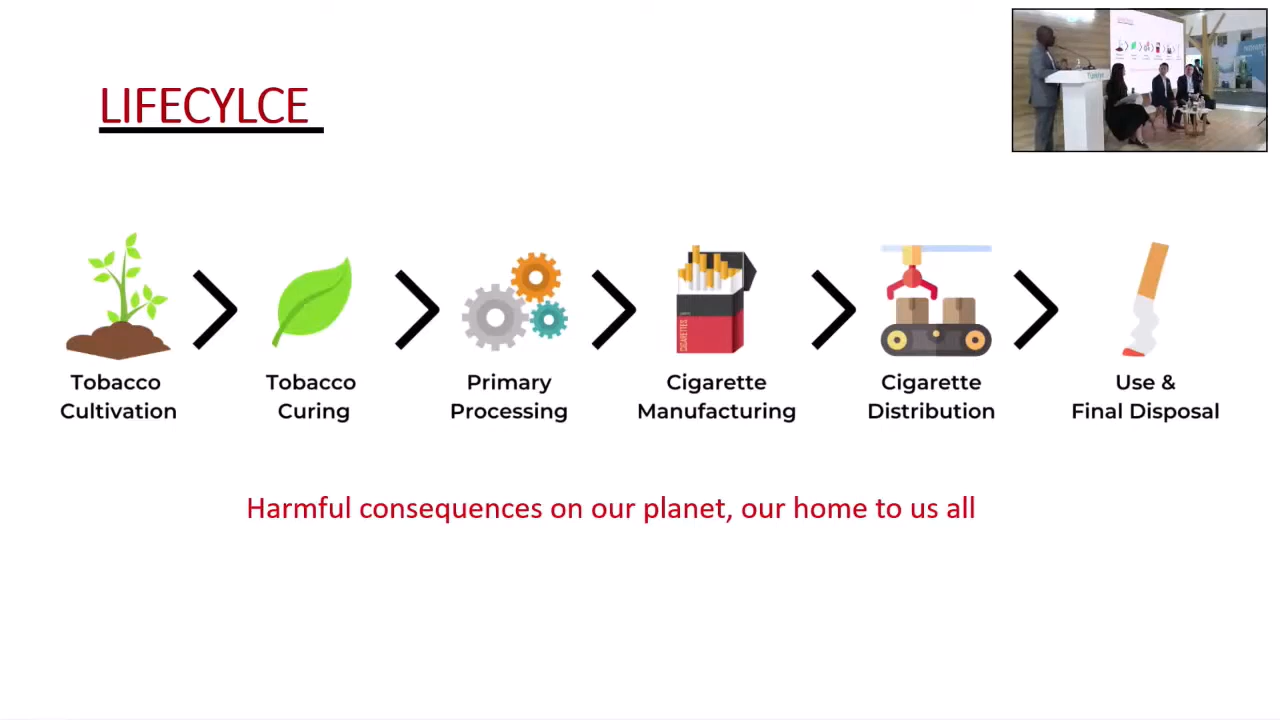 LIFECYLCE
Tobacco
Cultivation
Tobacco
Curing
Primary
Processing
Cigarette
Manufacturing
Cigarette
Distribution
Use &
Final Disposal
CIGARETTES
Harmful consequences on our planet, our home to us all